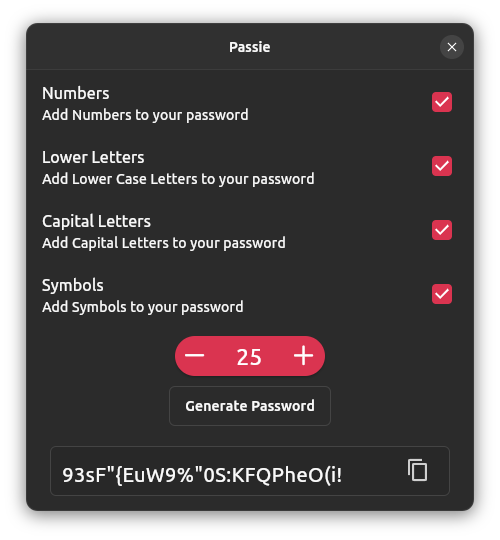 Passie
Numbers
Add Numbers to your password
Lower Letters
Add Lower Case Letters to your password
Capital Letters
Add Capital Letters to your password
Symbols
Add Symbols to your password
25
Generate Password
93sF"{EuW9%"0S:KFQPheO(i!